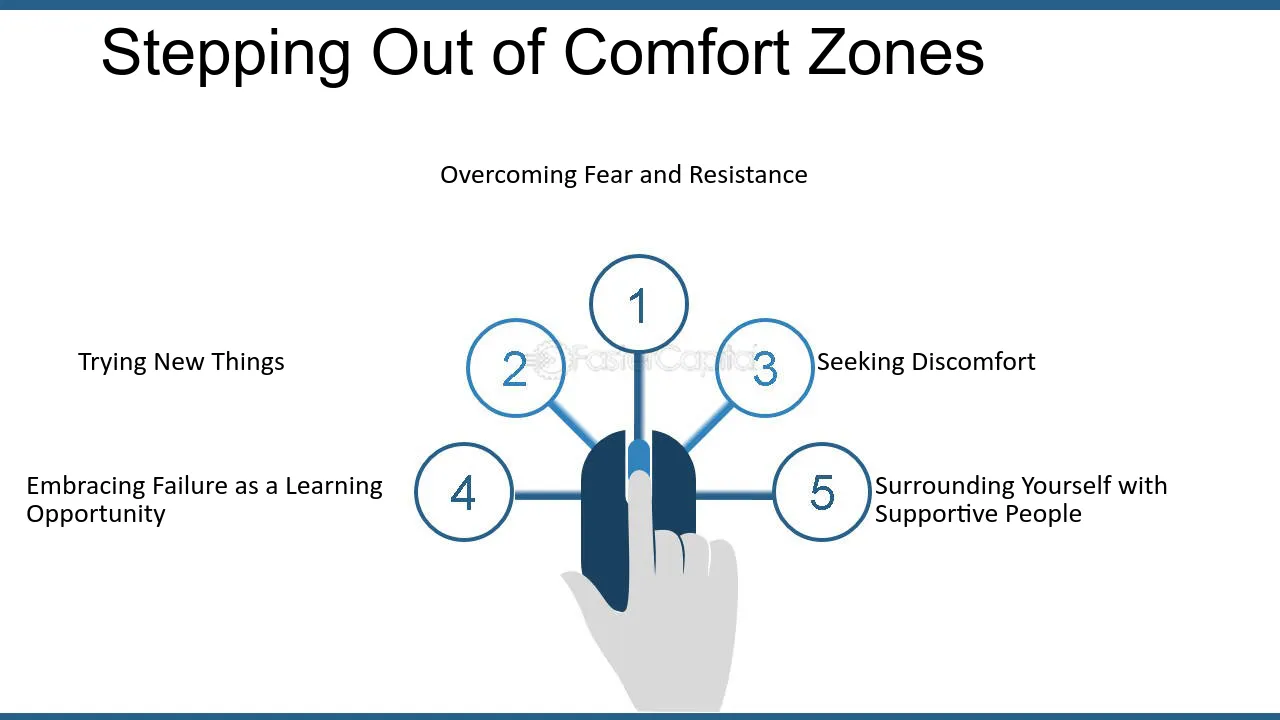 Stepping Out of Comfort Zones
Overcoming Fear and Resistance
1
2
FasterCapital
3
Trying New Things
Seeking Discomfort
Embracing Failure as a Learning
Opportunity
4
5
Surrounding Yourself with
Supportive People